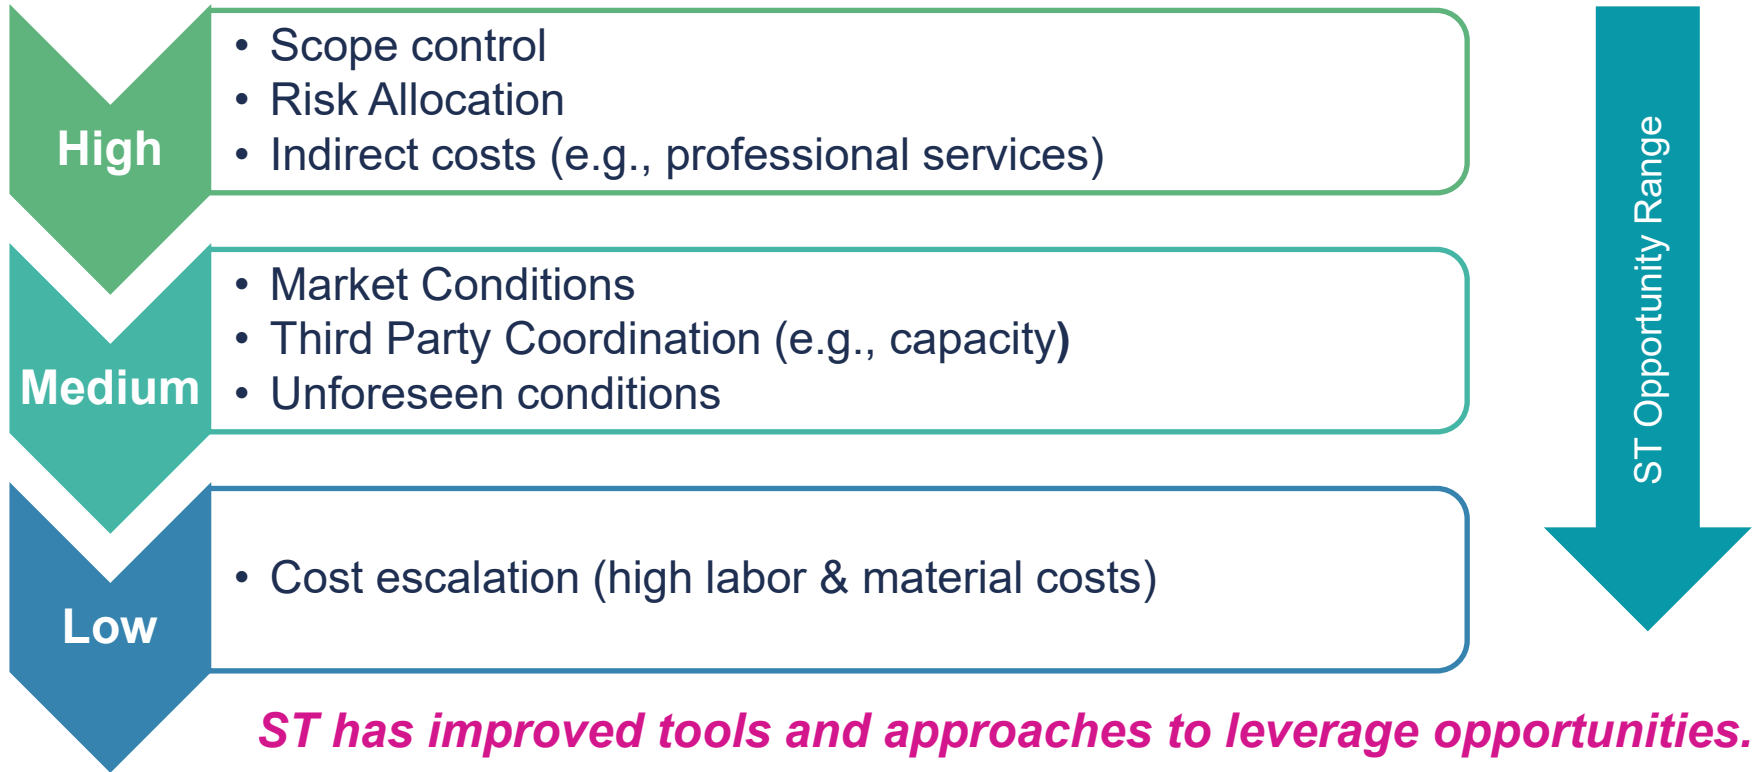 High
• Scope control
• Risk Allocation
• Indirect costs (e.g., professional services)
Medium
• Market Conditions
• Third Party Coordination (e.g., capacity)
• Unforeseen conditions
Low
• Cost escalation (high labor & material costs)
ST Opportunity Range
ST has improved tools and approaches to leverage opportunities.